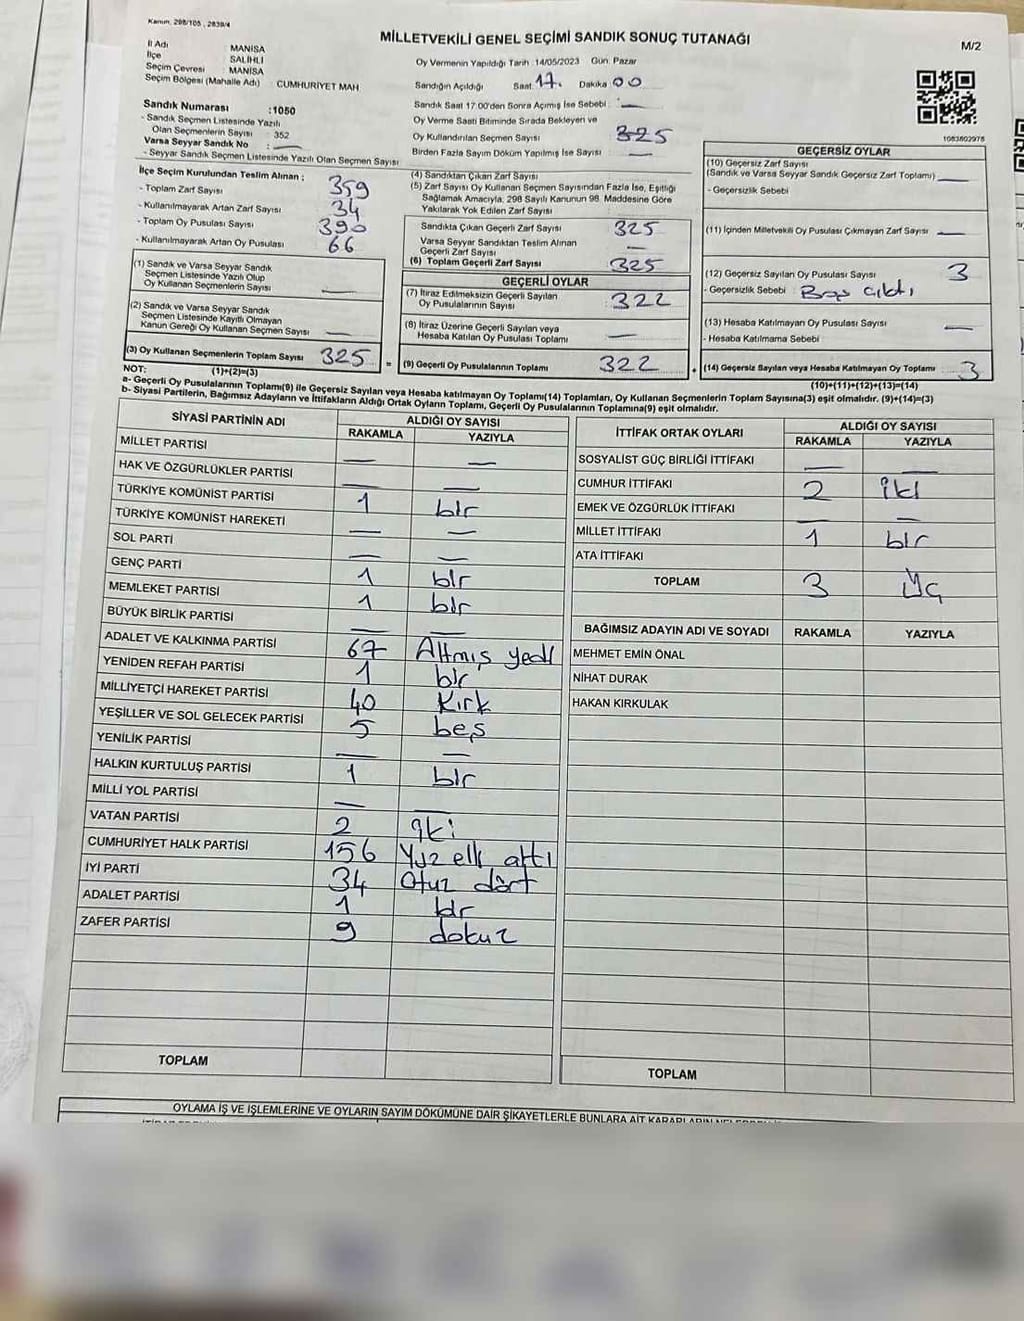 Kanun: 298/105 , 2839/4
MİLLETVEKİLİ GENEL SEÇİMİ SANDIK SONUÇ TUTANAĞI
M/2
İl Adı : MANİSA
İlçe : SALİHLİ
Seçim Çevresi : MANİSA
Seçim Bölgesi (Mahalle Adı) : CUMHURİYET MAH
Sandık Numarası :1050
- Sandık Seçmen Listesinde Yazılı
Olan Seçmenlerin Sayısı : 352
Varsa Seyyar Sandık No : —
- Seyyar Sandık Seçmen Listesinde Yazılı Olan Seçmen Sayısı
Oy Vermenin Yapıldığı Tarih :14/05/2023 Gün: Pazar
Sandığın Açıldığı Saat: 17. Dakika: 00
Sandık Saat 17:00'den Sonra Açılmış İse Sebebi : —
Oy Verme Saati Bitiminde Sırada Bekleyen ve
Oy Kullandırılan Seçmen Sayısı : 325
Birden Fazla Sayım Döküm Yapılmış İse Sayısı : —
1083802975
İlçe Seçim Kurulundan Teslim Alınan ;
- Toplam Zarf Sayısı 359
- Kullanılmayarak Artan Zarf Sayısı 34
- Toplam Oy Pusulası Sayısı 390
- Kullanılmayarak Artan Oy Pusulası 66
(1) Sandık ve Varsa Seyyar Sandık
Seçmen Listesinde Yazılı Olup
Oy Kullanan Seçmenlerin Sayısı —
(2) Sandık ve Varsa Seyyar Sandık
Seçmen Listesinde Kayıtlı Olmayan
Kanun Gereği Oy Kullanan Seçmen Sayısı —
(3) Oy Kullanan Seçmenlerin Toplam Sayısı 325
(1)+(2)=(3)
=
(4) Sandıktan Çıkan Zarf Sayısı
(5) Zarf Sayısı Oy Kullanan Seçmen Sayısından Fazla İse, Eşitliği
Sağlamak Amacıyla, 298 Sayılı Kanunun 98. Maddesine Göre
Yakılarak Yok Edilen Zarf Sayısı
Sandıkta Çıkan Geçerli Zarf Sayısı : 325
Varsa Seyyar Sandıktan Teslim Alınan
Geçerli Zarf Sayısı : —
(6) Toplam Geçerli Zarf Sayısı : 325
GEÇERLİ OYLAR
(7) İtiraz Edilmeksizin Geçerli Sayılan
Oy Pusulalarının Sayısı : 322
(8) İtiraz Üzerine Geçerli Sayılan veya
Hesaba Katılan Oy Pusulası Toplamı : —
(9) Geçerli Oy Pusulalarının Toplamı 322
+
GEÇERSİZ OYLAR
(10) Geçersiz Zarf Sayısı
(Sandık ve Varsa Seyyar Sandık Geçersiz Zarf Toplamı) —
- Geçersizlik Sebebi :
(11) İçinden Milletvekili Oy Pusulası Çıkmayan Zarf Sayısı —
(12) Geçersiz Sayılan Oy Pusulası Sayısı 3
- Geçersizlik Sebebi : Boş çıktı
(13) Hesaba Katılmayan Oy Pusulası Sayısı : —
- Hesaba Katılmama Sebebi :
(14) Geçersiz Sayılan veya Hesaba Katılmayan Oy Toplamı 3
(10)+(11)+(12)+(13)=(14)
NOT:
a- Geçerli Oy Pusulalarının Toplamı(9) ile Geçersiz Sayılan veya Hesaba katılmayan Oy Toplamı(14) Toplamları, Oy Kullanan Seçmenlerin Toplam Sayısına(3) eşit olmalıdır. (9)+(14)=(3)
b- Siyasi Partilerin, Bağımsız Adayların ve İttifakların Aldığı Ortak Oyların Toplamı, Geçerli Oy Pusulalarının Toplamına(9) eşit olmalıdır.
SİYASİ PARTİNİN ADI ALDIĞI OY SAYISI
RAKAMLA YAZIYLA
MİLLET PARTİSİ — —
HAK VE ÖZGÜRLÜKLER PARTİSİ — —
TÜRKİYE KOMÜNİST PARTİSİ 1 bir
TÜRKİYE KOMÜNİST HAREKETİ — —
SOL PARTİ — —
GENÇ PARTİ 1 bir
MEMLEKET PARTİSİ 1 bir
BÜYÜK BİRLİK PARTİSİ — —
ADALET VE KALKINMA PARTİSİ 67 Altmış yedi
YENİDEN REFAH PARTİSİ 1 bir
MİLLİYETÇİ HAREKET PARTİSİ 40 Kırk
YEŞİLLER VE SOL GELECEK PARTİSİ 5 beş
YENİLİK PARTİSİ — —
HALKIN KURTULUŞ PARTİSİ 1 bir
MİLLİ YOL PARTİSİ — —
VATAN PARTİSİ 2 iki
CUMHURİYET HALK PARTİSİ 156 Yüz elli altı
İYİ PARTİ 34 Otuz dört
ADALET PARTİSİ 1 bir
ZAFER PARTİSİ 9 dokuz
TOPLAM
İTTİFAK ORTAK OYLARI ALDIĞI OY SAYISI
RAKAMLA YAZIYLA
SOSYALİST GÜÇ BİRLİĞİ İTTİFAKI — —
CUMHUR İTTİFAKI 2 iki
EMEK VE ÖZGÜRLÜK İTTİFAKI — —
MİLLET İTTİFAKI 1 bir
ATA İTTİFAKI
TOPLAM 3 Üç
BAĞIMSIZ ADAYIN ADI VE SOYADI RAKAMLA YAZIYLA
MEHMET EMİN ÖNAL
NİHAT DURAK
HAKAN KIRKULAK
TOPLAM
OYLAMA İŞ VE İŞLEMLERİNE VE OYLARIN SAYIM DÖKÜMÜNE DAİR ŞİKAYETLERLE BUNLARA AİT